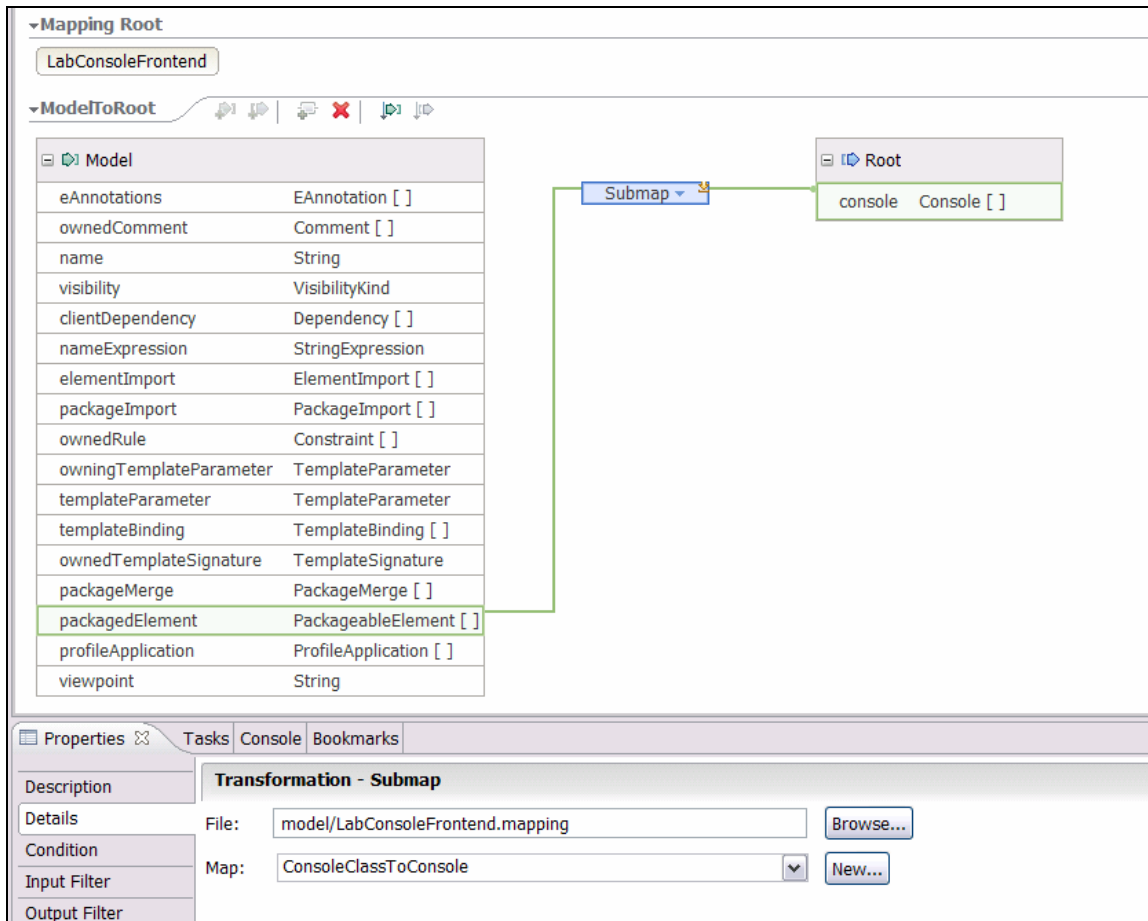 Mapping Root
LabConsoleFrontend
ModelToRoot
Model
eAnnotations EAnnotation [ ]
ownedComment Comment [ ]
name String
visibility VisibilityKind
clientDependency Dependency [ ]
nameExpression StringExpression
elementImport ElementImport [ ]
packageImport PackageImport [ ]
ownedRule Constraint [ ]
owningTemplateParameter TemplateParameter
templateParameter TemplateParameter
templateBinding TemplateBinding [ ]
ownedTemplateSignature TemplateSignature
packageMerge PackageMerge [ ]
packagedElement PackageableElement [ ]
profileApplication ProfileApplication [ ]
viewpoint String
Submap
Root
console Console [ ]
Properties Tasks Console Bookmarks
Description
Details
Condition
Input Filter
Output Filter
Transformation - Submap
File: model/LabConsoleFrontend.mapping Browse...
Map: ConsoleClassToConsole New...